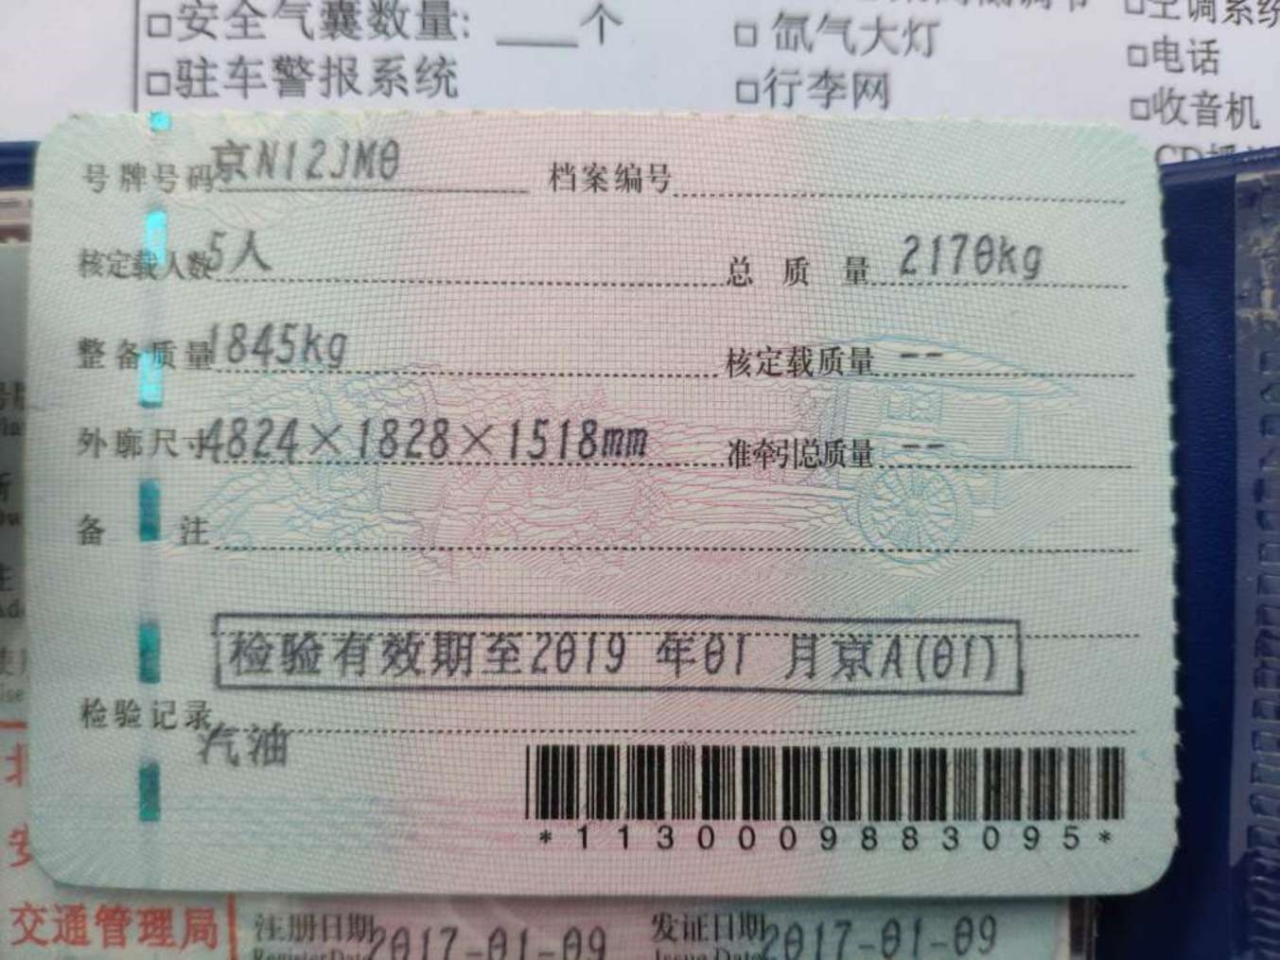 □安全气囊数量: ___个
□氙气大灯
空调系统
□驻车警报系统
□行李网
□电话
□收音机
号牌号码 京N12JM0 档案编号
核定载人数 5人 总质量 2170kg
整备质量 1845kg 核定载质量 --
外廓尺寸 4824×1828×1518mm 准牵引总质量 --
备注
检验有效期至2019 年01 月京A(01)
检验记录
汽油
*1130009883095*
交通管理局
注册日期 2017-01-09 发证日期 2017-01-09